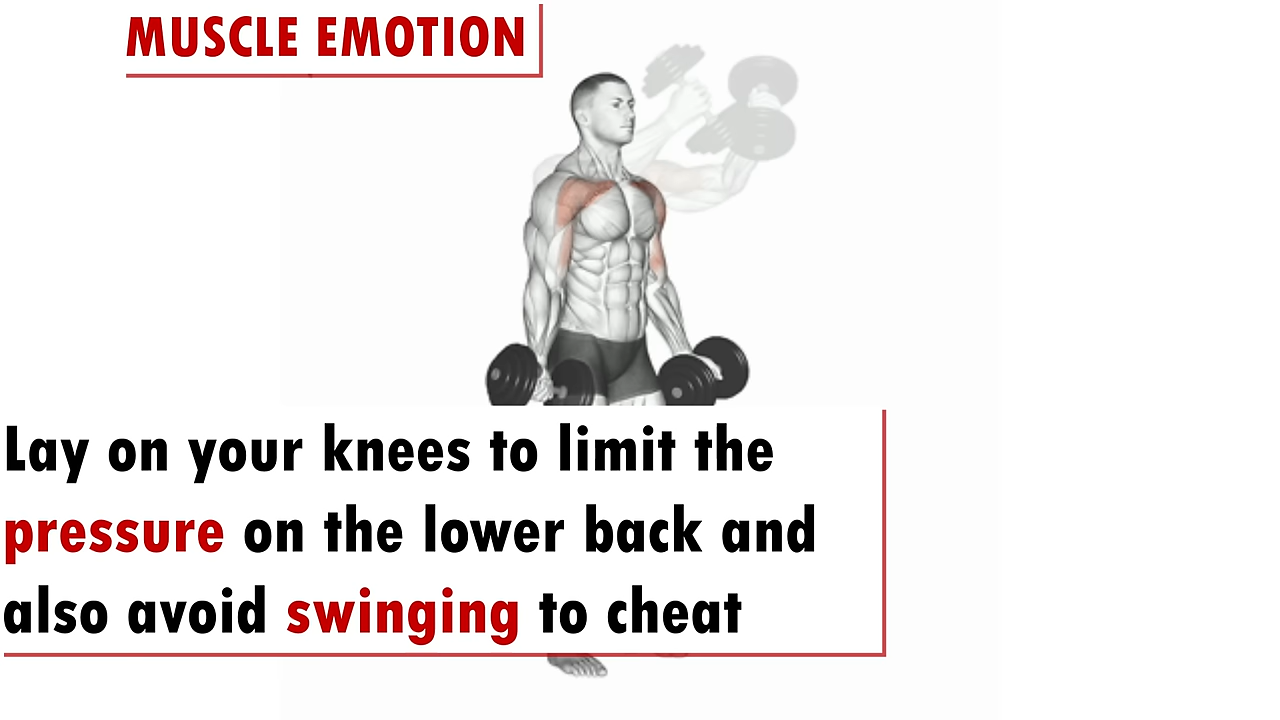 MUSCLE EMOTION
Lay on your knees to limit the
pressure on the lower back and
also avoid swinging to cheat